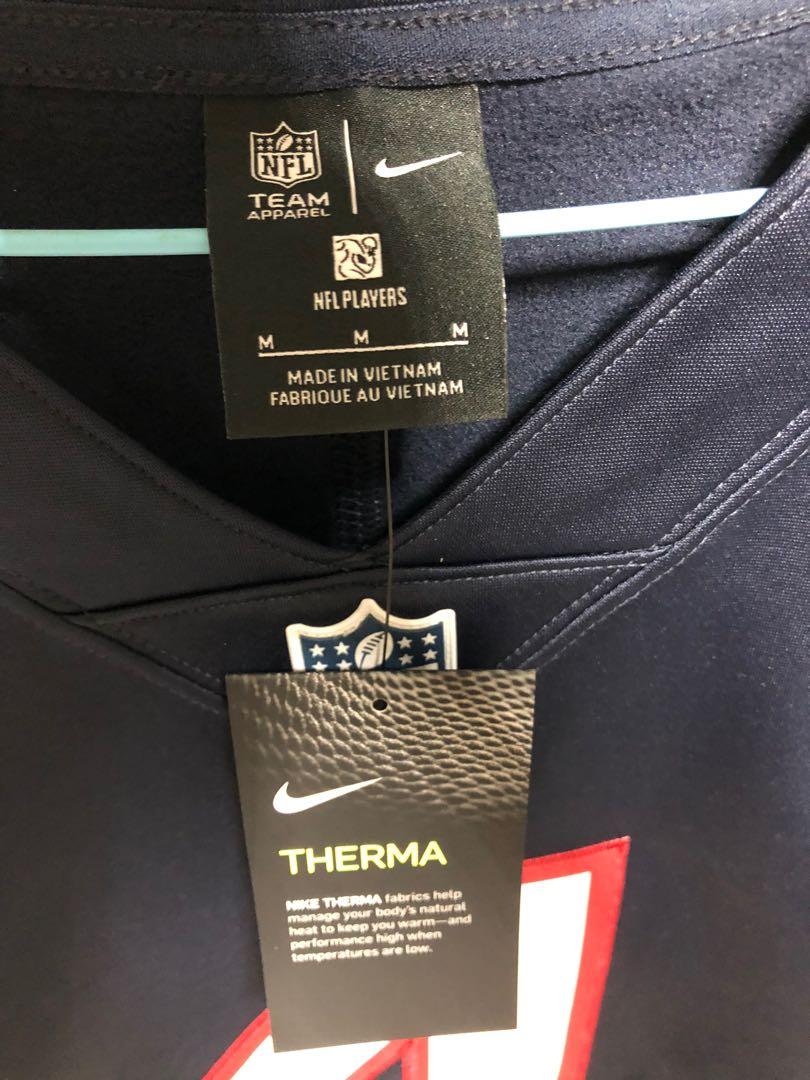 NFL
TEAM
APPAREL
NFL PLAYERS
M M M
MADE IN VIETNAM
FABRIQUE AU VIETNAM
THERMA
NIKE THERMA fabrics help
manage your body's natural
heat to keep you warm—and
performance high when
temperatures are low.